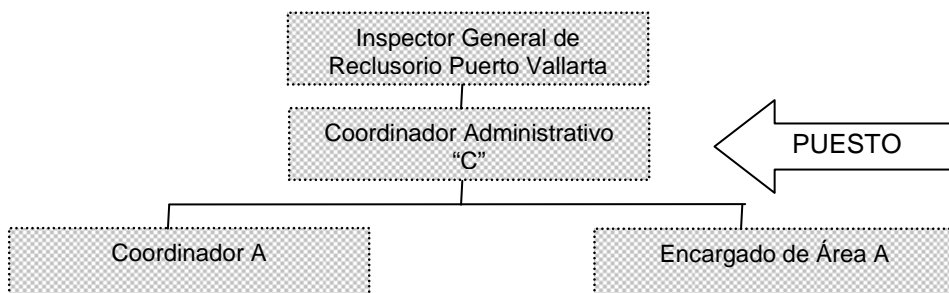 Inspector General de
Reclusorio Puerto Vallarta
Coordinador Administrativo
“C”
PUESTO
Coordinador A
Encargado de Área A